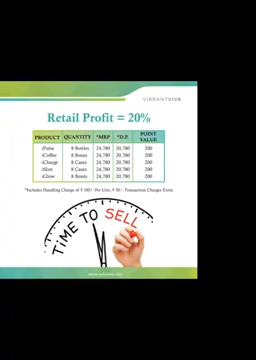 VIBRANTVIVA
Retail Profit = 20%
PRODUCT QUANTITY *MRP *D.P. POINT VALUE
iPulse 8 Bottles 24,780 20,780 200
iCoffee 8 Boxes 24,780 20,780 200
iCharge 8 Cases 24,780 20,780 200
iSlim 8 Cases 24,780 20,780 200
iGlow 8 Boxes 24,780 20,780 200
*Includes Handling Charge of ₹ 100/- Per Unit, ₹ 50/- Transaction Charges Extra
TIME TO SELL